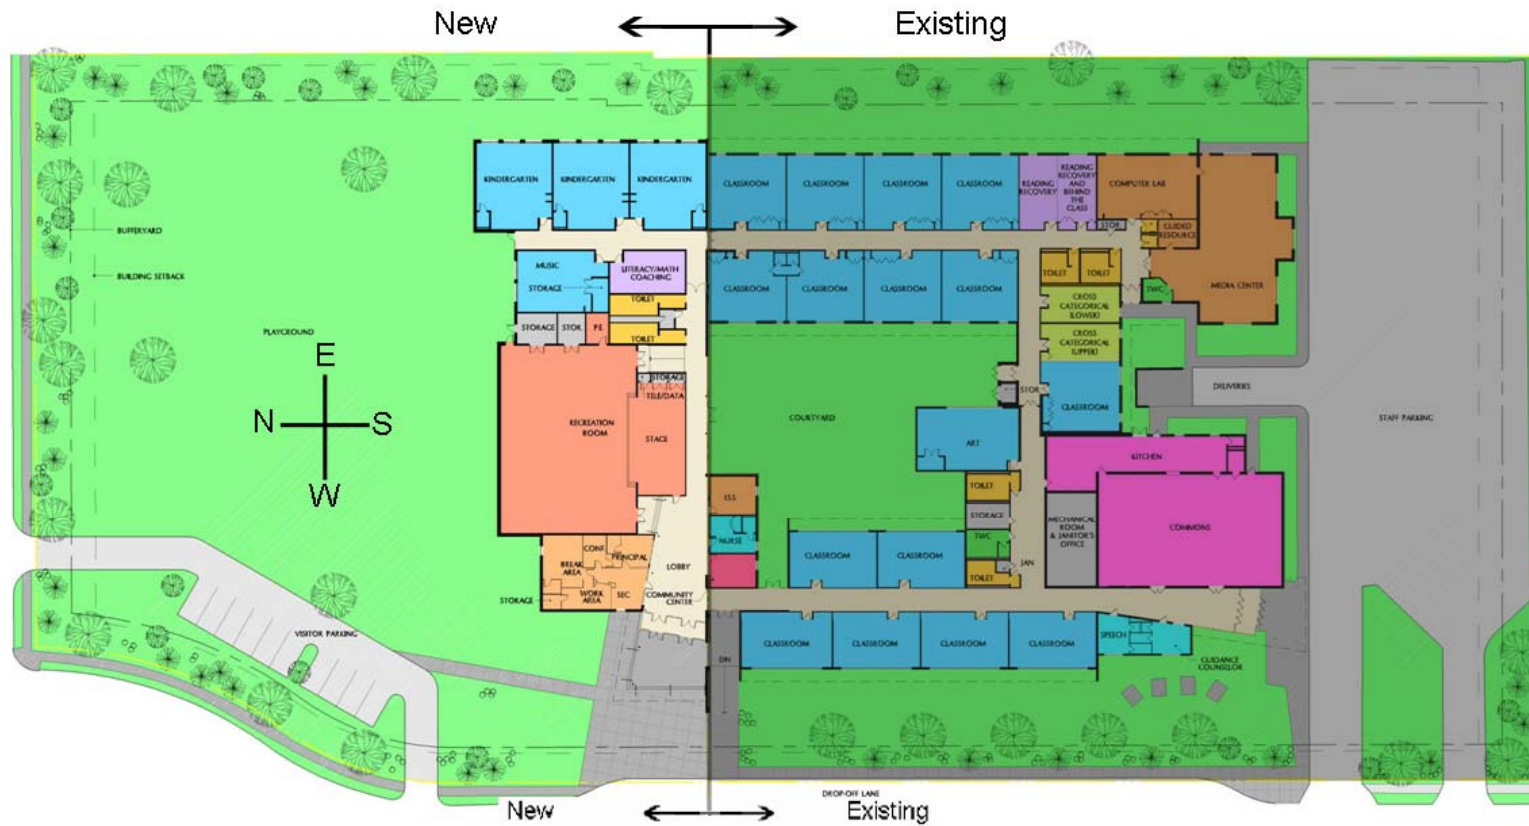 New
Existing
KINDERGARTEN
KINDERGARTEN
KINDERGARTEN
CLASSROOM
CLASSROOM
CLASSROOM
CLASSROOM
READING
RECOVERY
READING
RECOVERY
AND
BEHIND
THE
CLASS
COMPUTER LAB
BUFFERYARD
STOR
GUIDED
RESOURCE
BUILDING SETBACK
MUSIC
STORAGE
LITERACY/MATH
COACHING
TOILET
CLASSROOM
CLASSROOM
CLASSROOM
CLASSROOM
TOILET
TOILET
TWC
MEDIA CENTER
CROSS
CATEGORICAL
(LOWER)
PLAYGROUND
STORAGE
STOR.
P.E
TOILET
CROSS
CATEGORICAL
(UPPER)
E
N
S
W
STORAGE
TELE/DATA
STOR
CLASSROOM
DELIVERIES
RECREATION
ROOM
STAGE
COURTYARD
ART
STAFF PARKING
KITCHEN
ISS
TOILET
STORAGE
MECHANICAL
ROOM
& JANITOR'S
OFFICE
COMMONS
NURSE
TWC
CONF
PRINCIPAL
BREAK
AREA
LOBBY
CLASSROOM
CLASSROOM
JAN
TOILET
STORAGE
WORK
AREA
SEC
COMMUNITY
CENTER
VISITOR PARKING
CLASSROOM
CLASSROOM
CLASSROOM
CLASSROOM
SPEECH
GUIDANCE
COUNSELOR
DN
DROP-OFF LANE
New
Existing